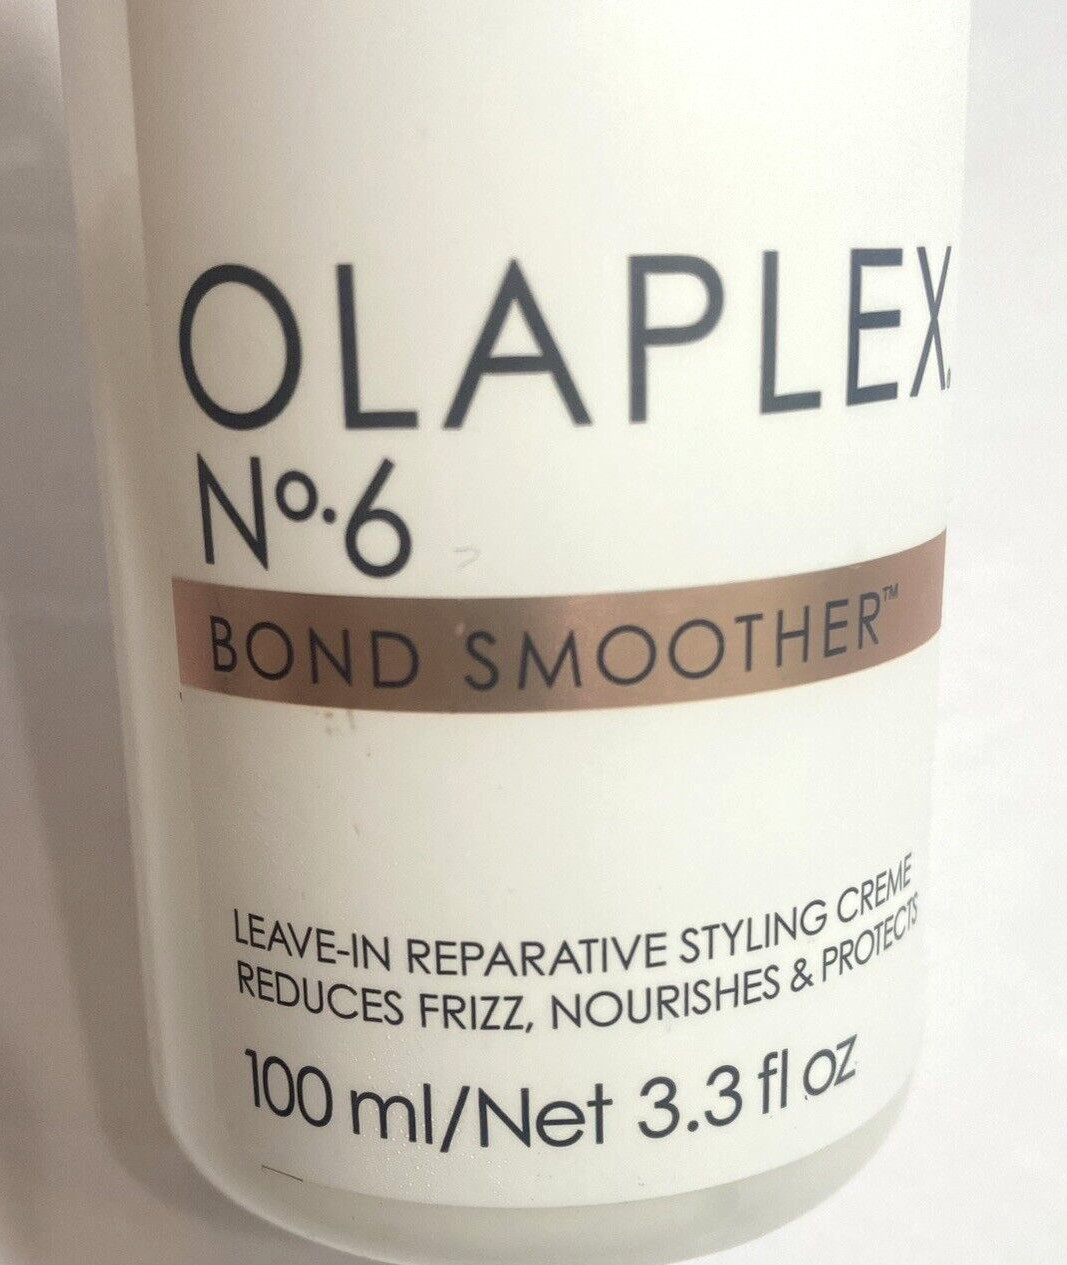 OLAPLEX®
Nº.6
BOND SMOOTHER™
LEAVE-IN REPARATIVE STYLING CREME
REDUCES FRIZZ, NOURISHES & PROTECTS
100 ml/Net 3.3 fl oz